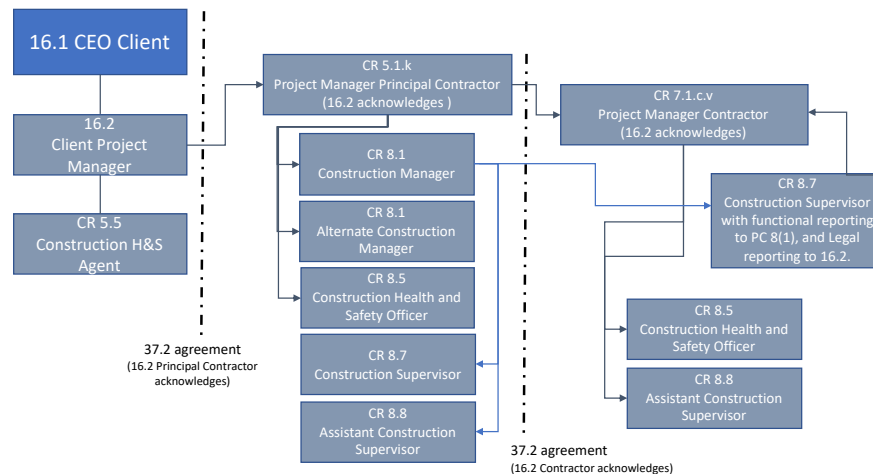 16.1 CEO Client
16.2
Client Project
Manager
CR 5.5
Construction H&S
Agent
37.2 agreement
(16.2 Principal Contractor
acknowledges)
CR 5.1.k
Project Manager Principal Contractor
(16.2 acknowledges )
CR 8.1
Construction Manager
CR 8.1
Alternate Construction
Manager
CR 8.5
Construction Health and
Safety Officer
CR 8.7
Construction Supervisor
CR 8.8
Assistant Construction
Supervisor
37.2 agreement
(16.2 Contractor acknowledges)
CR 7.1.c.v
Project Manager Contractor
(16.2 acknowledges)
CR 8.7
Construction Supervisor
with functional reporting
to PC 8(1), and Legal
reporting to 16.2.
CR 8.5
Construction Health and
Safety Officer
CR 8.8
Assistant Construction
Supervisor